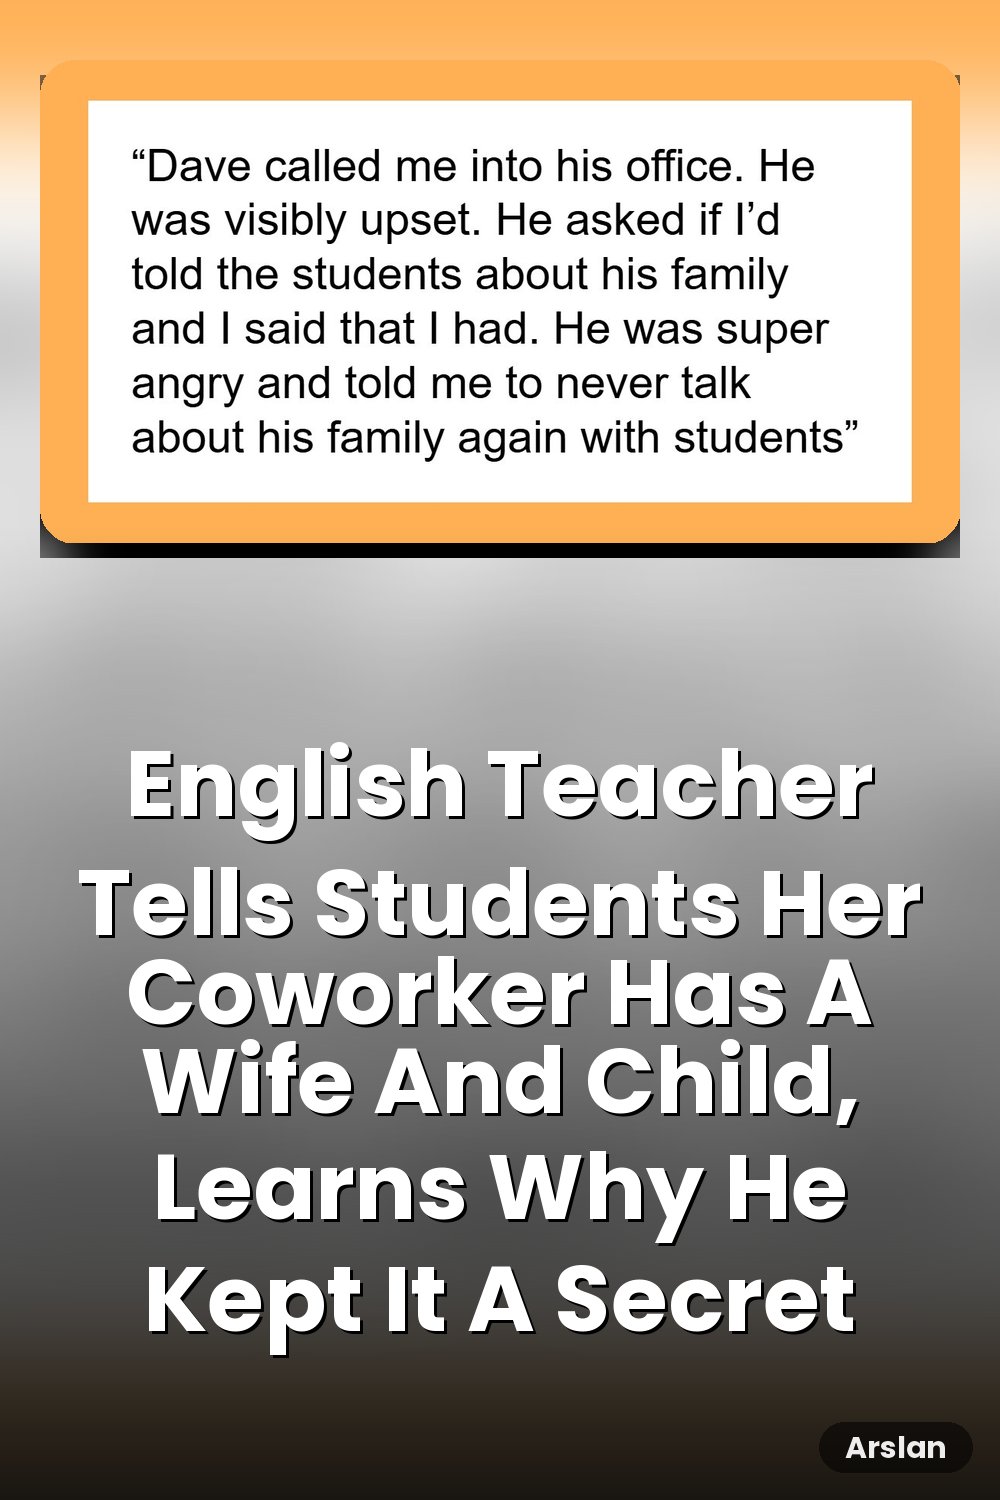 “Dave called me into his office. He
was visibly upset. He asked if I’d
told the students about his family
and I said that I had. He was super
angry and told me to never talk
about his family again with students”
English Teacher
Tells Students Her
Coworker Has A
Wife And Child,
Learns Why He
Kept It A Secret
Arslan